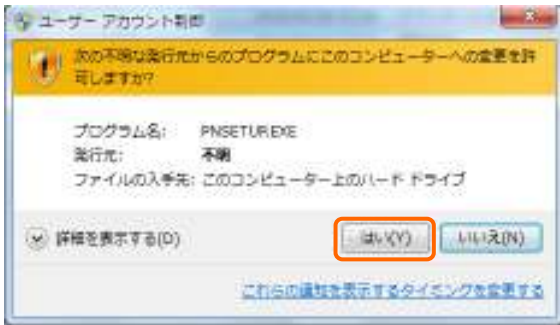 ユーザー アカウント制御
次の不明な発行元からのプログラムにこのコンピューターへの変更を許
可しますか?
プログラム名: PNSETUP.EXE
発行元: 不明
ファイルの入手先: このコンピューター上のハード ドライブ
詳細を表示する(D)
はい(Y)
いいえ(N)
これらの通知を表示するタイミングを変更する